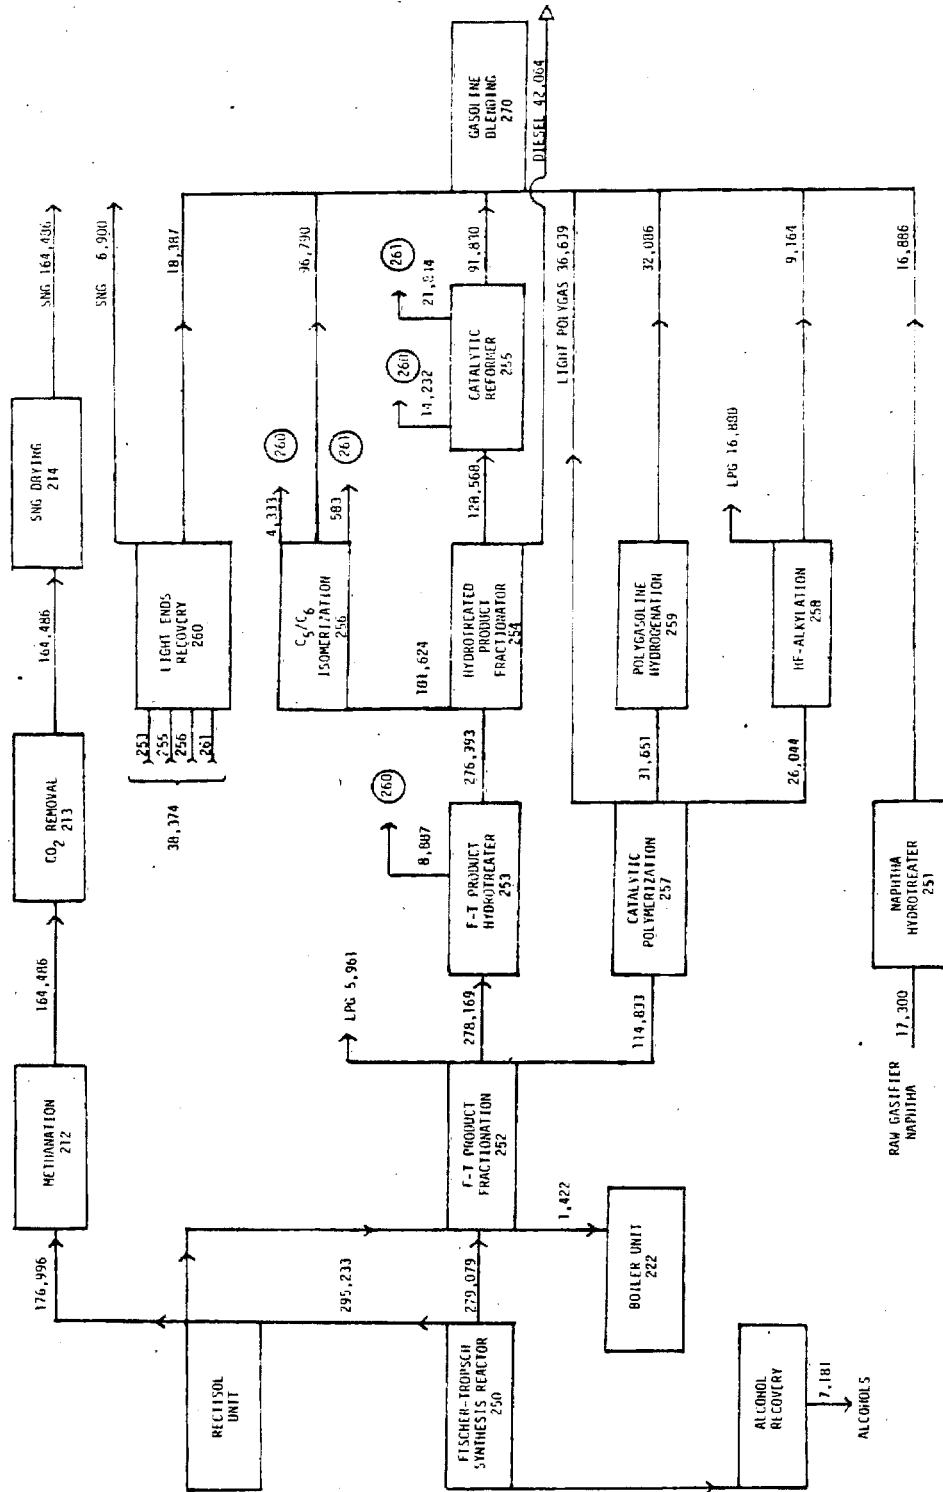 SNG 164,486
SNG DRYING
214
164,486
CO2 REMOVAL
213
164,486
METHANATION
212
176,996
RECTISOL
UNIT
295,233
SNG 6,900
18,387
LIGHT ENDS
RECOVERY
260
253
255
256
261
38,374
4,333
260
96,790
583
261
C5/C6
ISOMERIZATION
256
181,624
GASOLINE
BLENDING
270
DIESEL 42,064
91,830
21,814
261
14,232
260
CATALYTIC
REFORMER
255
128,568
HYDROTREATED
PRODUCT
FRACTIONATOR
254
276,393
260
8,887
F-T PRODUCT
HYDROTREATER
253
278,169
LPG 5,961
F-T PRODUCT
FRACTIONATION
252
279,079
1,422
BOILER UNIT
222
FISCHER-TROPSCH
SYNTHESIS REACTOR
250
LIGHT POLYGAS 36,639
32,086
POLYGASOLINE
HYDROGENATION
259
31,651
CATALYTIC
POLYMERIZATION
257
114,833
9,164
LPG 16,880
HF-ALKYLATION
258
26,044
16,886
NAPHTHA
HYDROTREATER
251
17,300
RAW GASIFIER
NAPHTHA
ALCOHOL
RECOVERY
7,181
ALCOHOLS